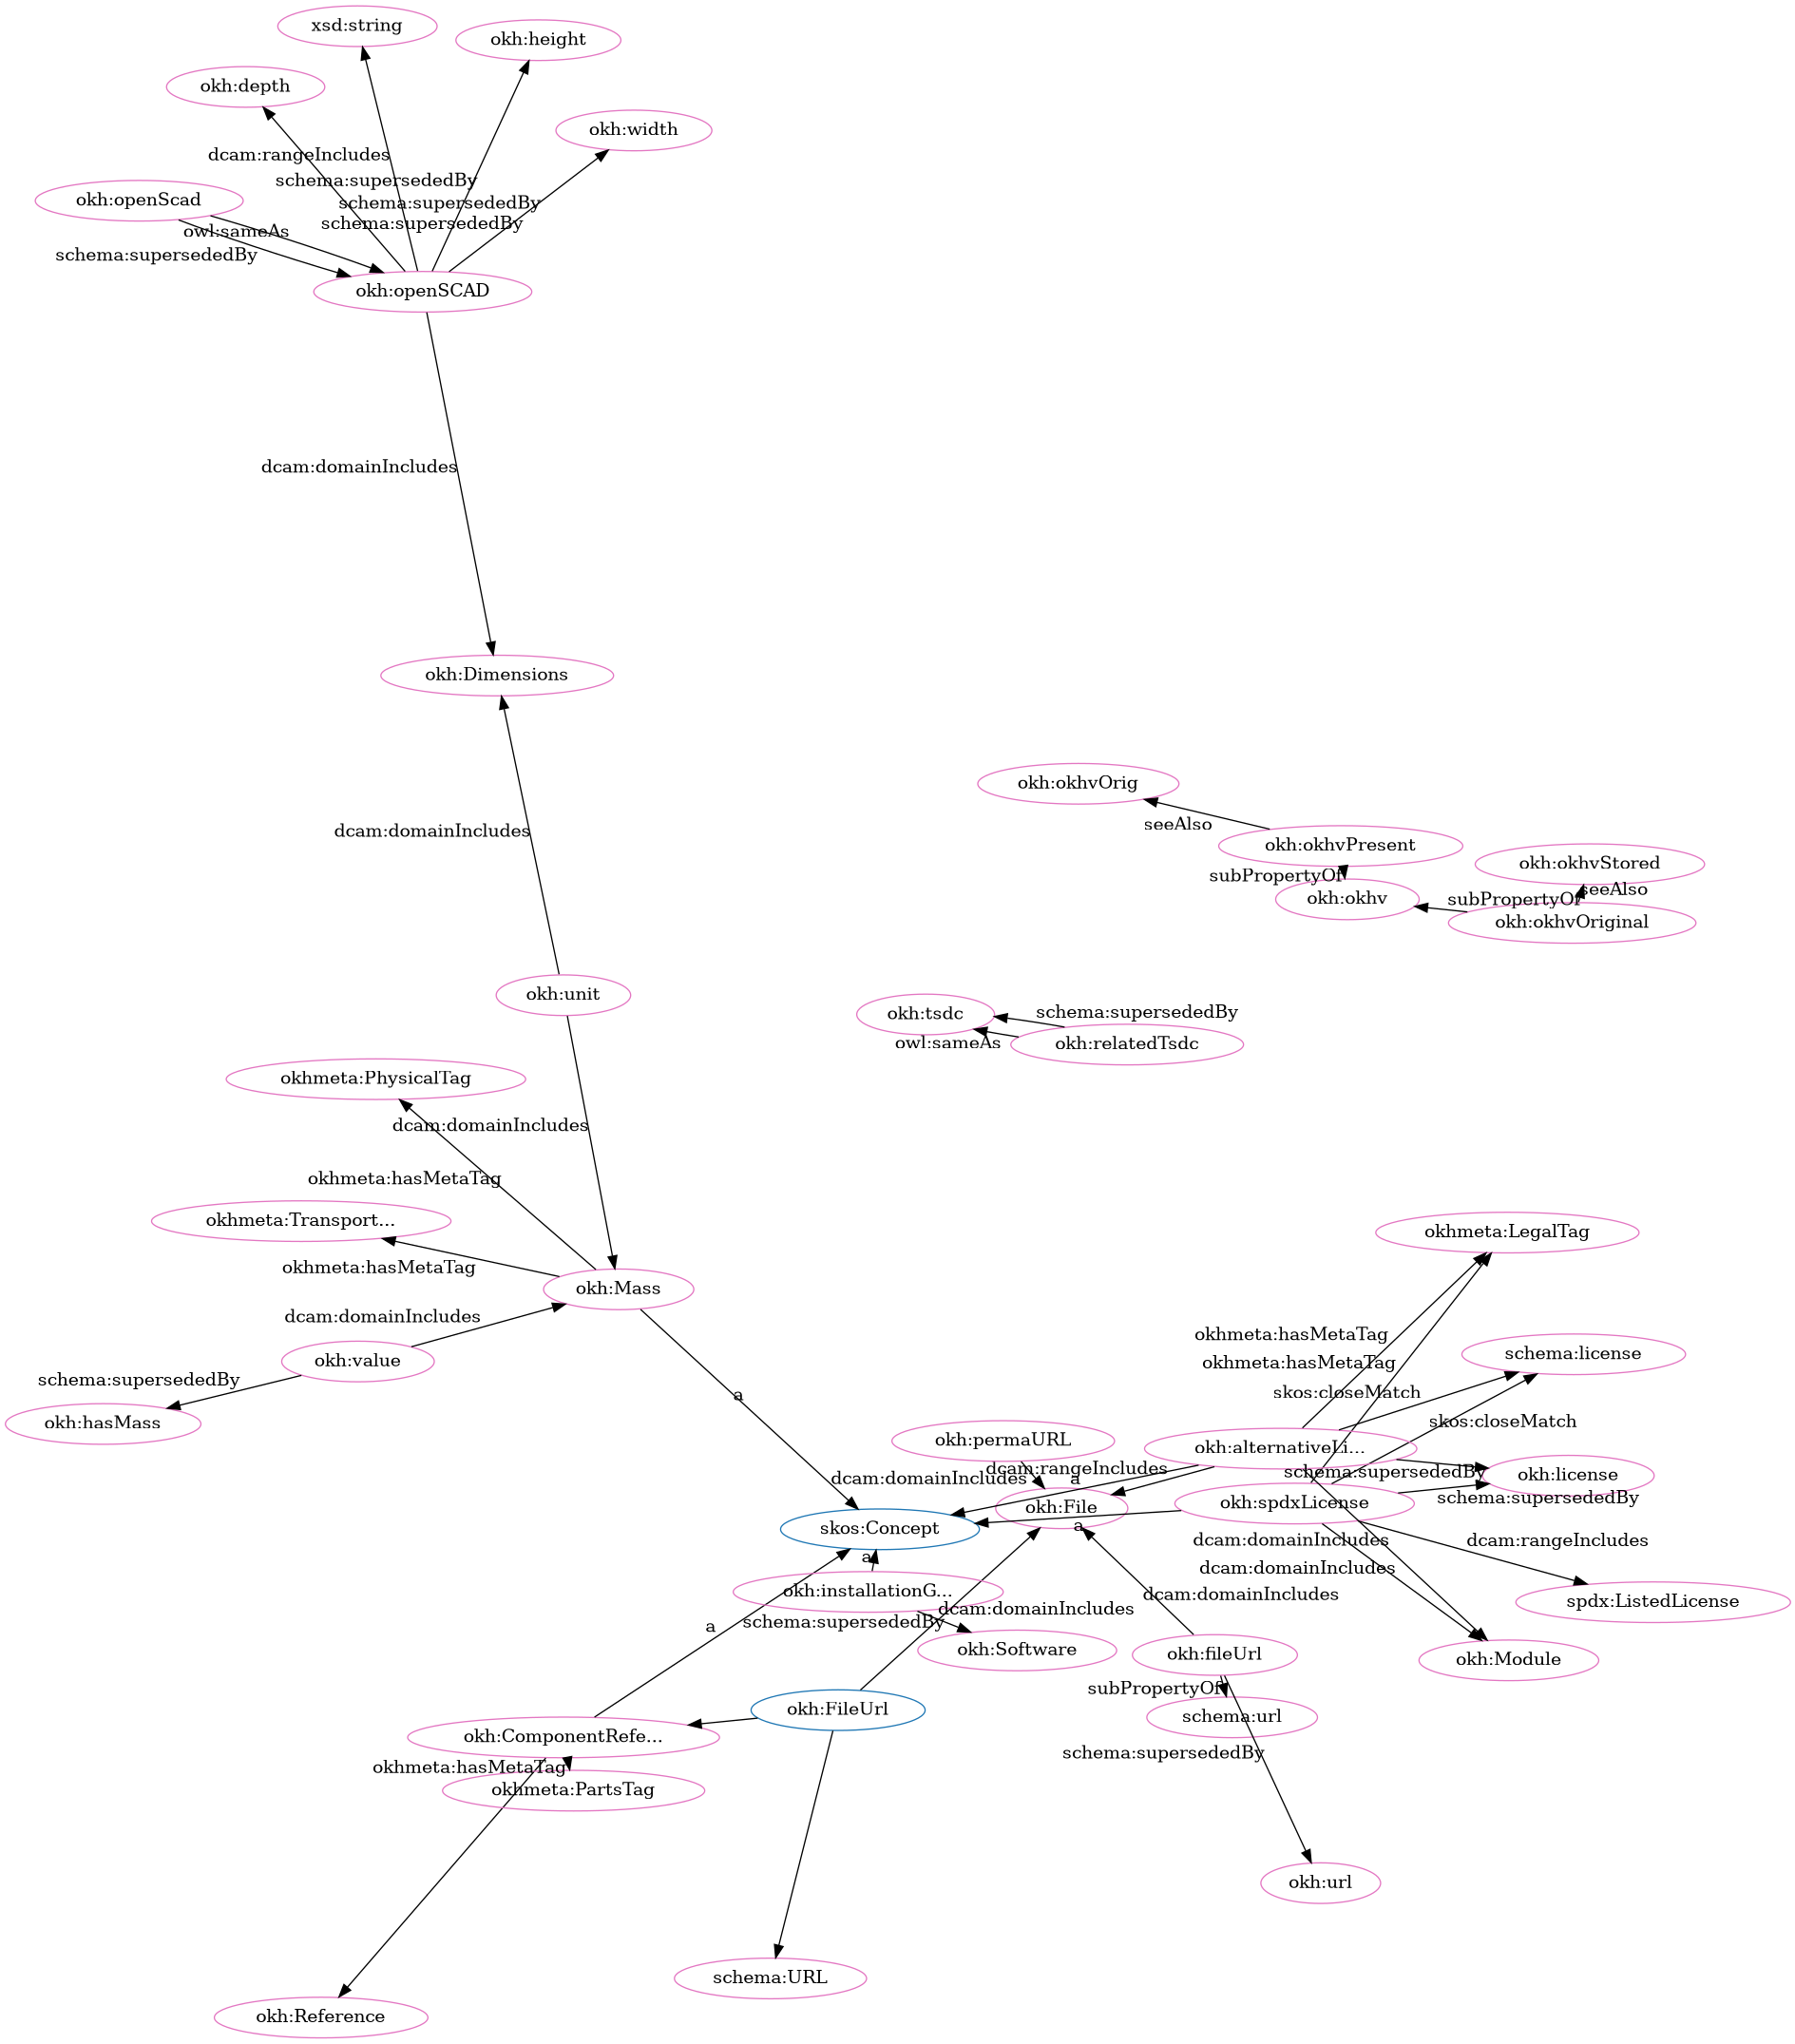 xsd:string
okh:height
okh:depth
okh:width
dcam:rangeIncludes
schema:supersededBy
okh:openScad
schema:supersededBy
schema:supersededBy
owl:sameAs
schema:supersededBy
okh:openSCAD
dcam:domainIncludes
okh:Dimensions
okh:okhvOrig
seeAlso
dcam:domainIncludes
okh:okhvPresent
okh:okhvStored
subPropertyOf
seeAlso
okh:okhv
subPropertyOf
okh:okhvOriginal
okh:unit
okh:tsdc
schema:supersededBy
owl:sameAs
okh:relatedTsdc
okhmeta:PhysicalTag
dcam:domainIncludes
okhmeta:hasMetaTag
okhmeta:Transport...
okhmeta:LegalTag
okhmeta:hasMetaTag
okh:Mass
dcam:domainIncludes
okhmeta:hasMetaTag
okh:value
schema:license
okhmeta:hasMetaTag
schema:supersededBy
a
skos:closeMatch
okh:hasMass
skos:closeMatch
okh:permaURL
okh:alternativeLi...
dcam:domainIncludes
dcam:rangeIncludes
a
schema:supersededBy
okh:license
okh:File
okh:spdxLicense
schema:supersededBy
skos:Concept
a
dcam:domainIncludes
dcam:rangeIncludes
a
dcam:domainIncludes
okh:installationG...
dcam:domainIncludes
spdx:ListedLicense
dcam:domainIncludes
a
schema:supersededBy
okh:Software
okh:fileUrl
okh:Module
subPropertyOf
okh:FileUrl
schema:url
okh:ComponentRefe...
schema:supersededBy
okhmeta:hasMetaTag
okhmeta:PartsTag
okh:url
schema:URL
okh:Reference